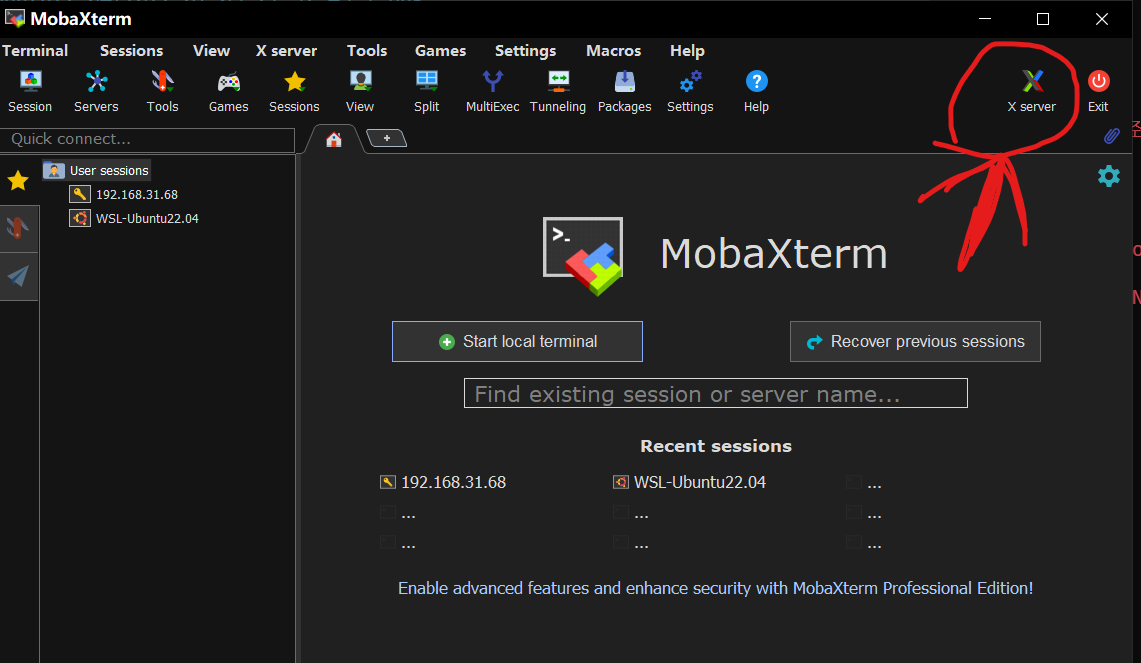 MobaXterm
Terminal Sessions View X server Tools Games Settings Macros Help
Session Servers Tools Games Sessions View Split MultiExec Tunneling Packages Settings Help X server Exit
Quick connect...
User sessions
192.168.31.68
WSL-Ubuntu22.04
>_ MobaXterm
Start local terminal Recover previous sessions
Find existing session or server name...
Recent sessions
192.168.31.68 WSL-Ubuntu22.04 ...
... ... ...
... ... ...
Enable advanced features and enhance security with MobaXterm Professional Edition!